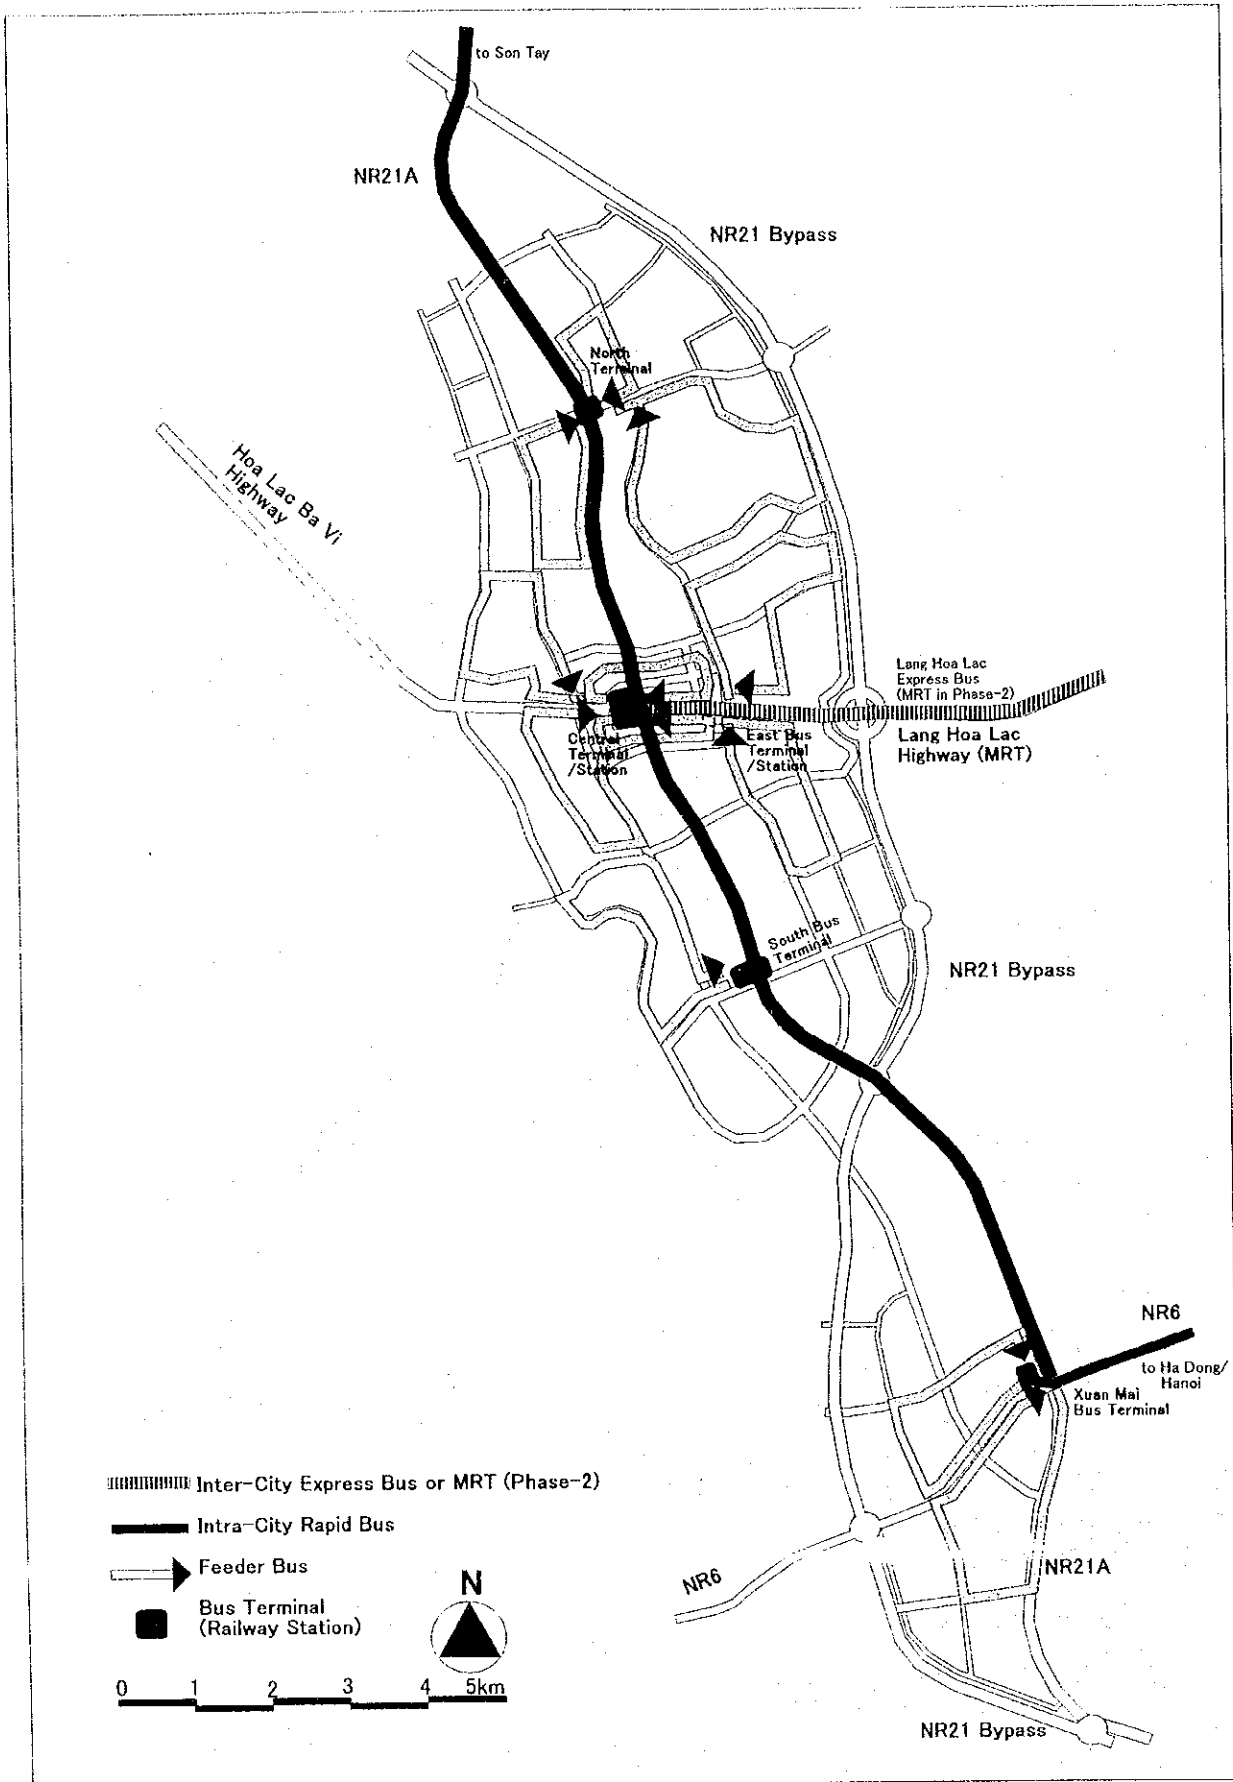 to Son Tay
NR21A
NR21 Bypass
North
Terminal
Hoa Lac Ba Vi
Highway
Lang Hoa Lac
Express Bus
(MRT in Phase-2)
Lang Hoa Lac
Highway (MRT)
Central
Terminal
/Station
East Bus
Terminal
/Station
South Bus
Terminal
NR21 Bypass
NR6
to Ha Dong/
Hanoi
Xuan Mai
Bus Terminal
Inter-City Express Bus or MRT (Phase-2)
Intra-City Rapid Bus
Feeder Bus
Bus Terminal
(Railway Station)
N
0 1 2 3 4 5km
NR6
NR21A
NR21 Bypass